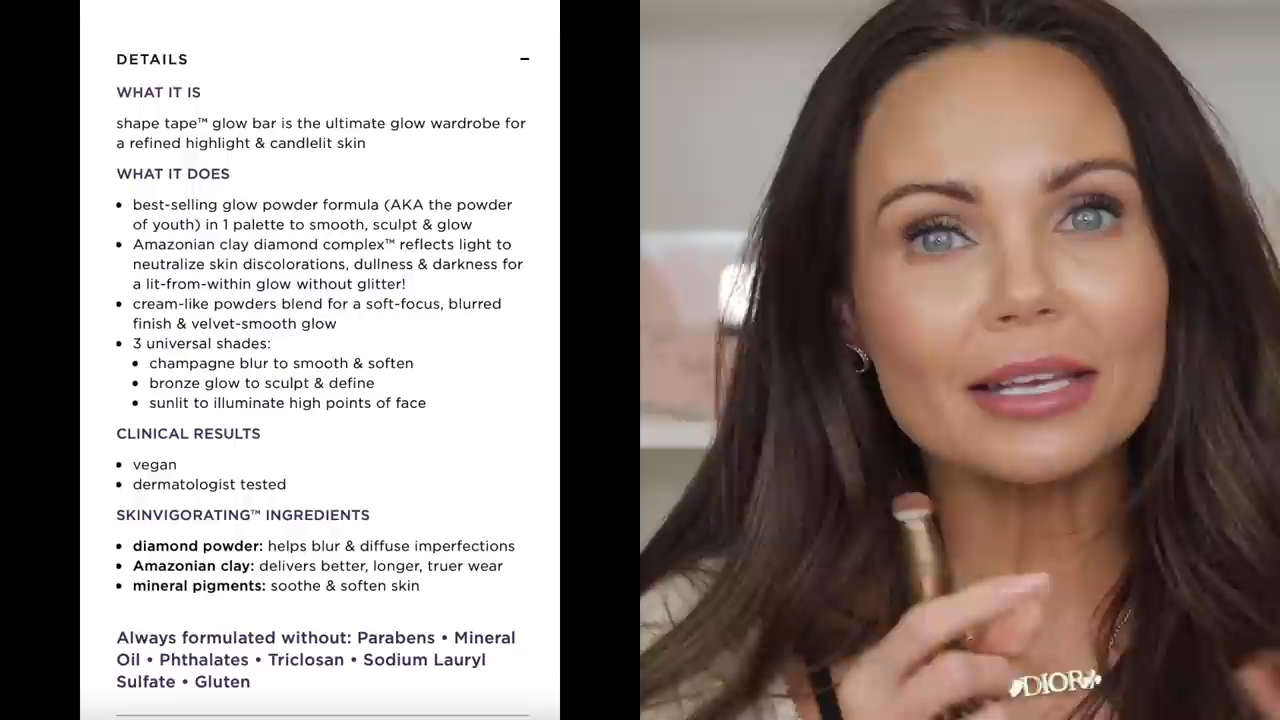 DETAILS
WHAT IT IS
shape tape™ glow bar is the ultimate glow wardrobe for
a refined highlight & candlelit skin
WHAT IT DOES
best-selling glow powder formula (AKA the powder
of youth) in 1 palette to smooth, sculpt & glow
Amazonian clay diamond complex™ reflects light to
neutralize skin discolorations, dullness & darkness for
a lit-from-within glow without glitter!
cream-like powders blend for a soft-focus, blurred
finish & velvet-smooth glow
3 universal shades:
champagne blur to smooth & soften
bronze glow to sculpt & define
sunlit to illuminate high points of face
CLINICAL RESULTS
vegan
dermatologist tested
SKINVIGORATING™ INGREDIENTS
diamond powder: helps blur & diffuse imperfections
Amazonian clay: delivers better, longer, truer wear
mineral pigments: soothe & soften skin
Always formulated without: Parabens • Mineral
Oil • Phthalates • Triclosan • Sodium Lauryl
Sulfate • Gluten
DIOR